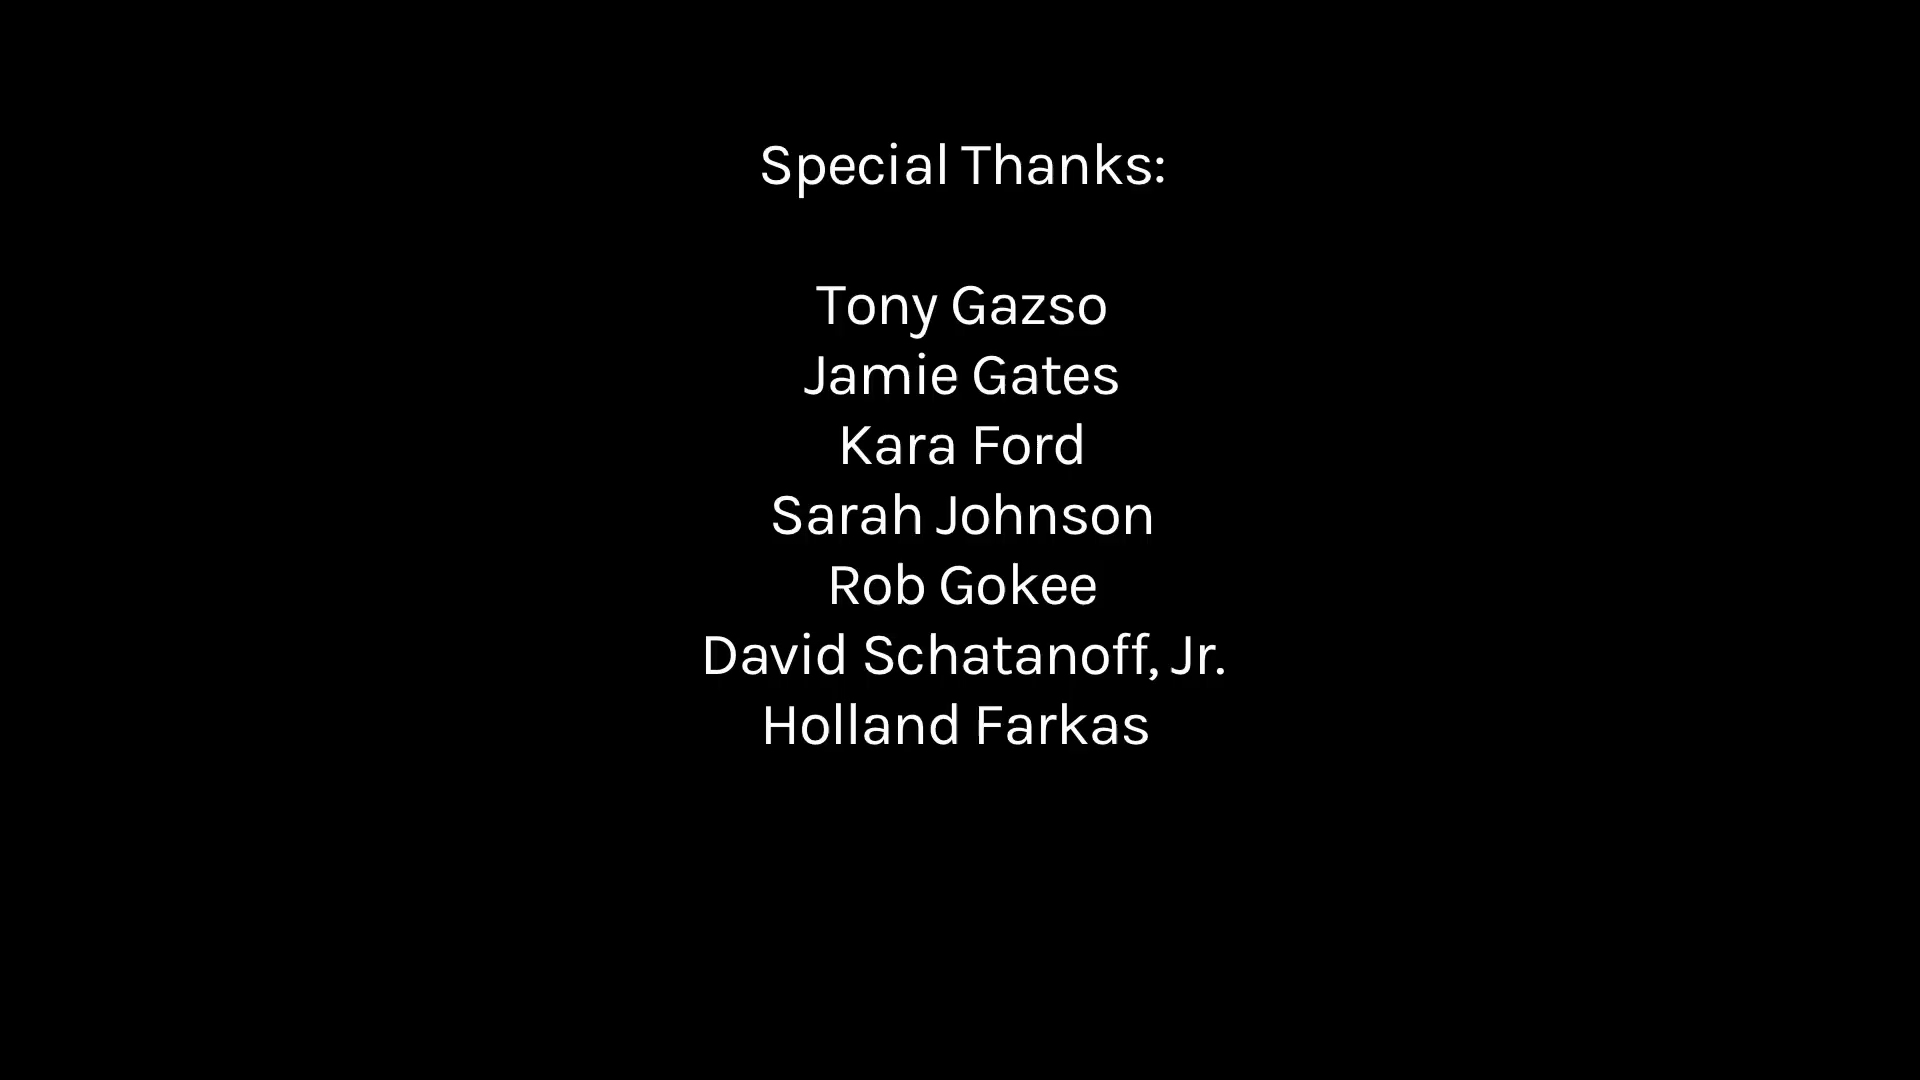 Special Thanks:
Tony Gazso
Jamie Gates
Kara Ford
Sarah Johnson
Rob Gokee
David Schatanoff, Jr.
Holland Farkas